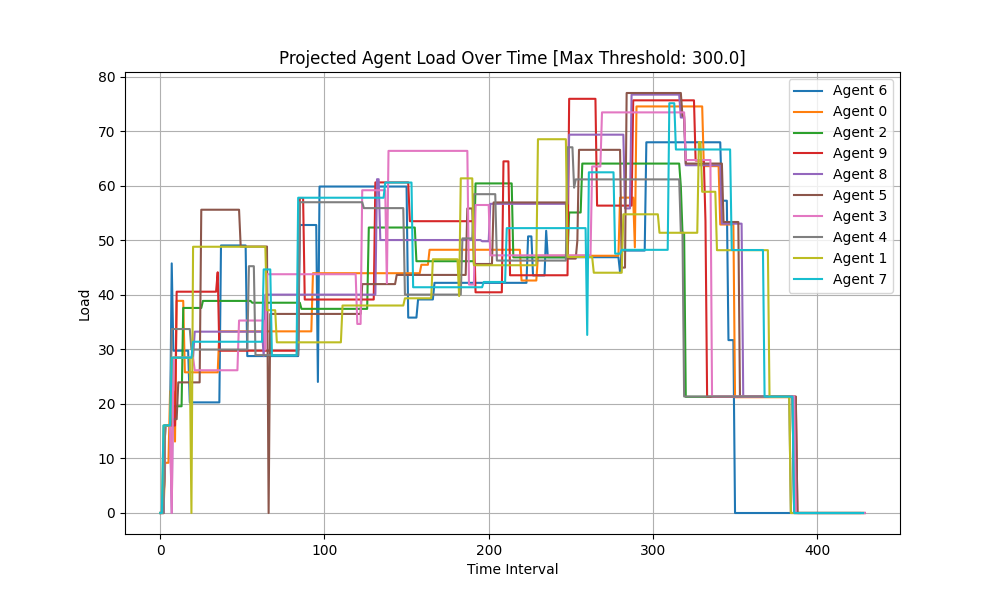 Projected Agent Load Over Time [Max Threshold: 300.0]
80
70
60
50
40
30
20
10
0
Load
0 100 200 300 400
Time Interval
Agent 6
Agent 0
Agent 2
Agent 9
Agent 8
Agent 5
Agent 3
Agent 4
Agent 1
Agent 7